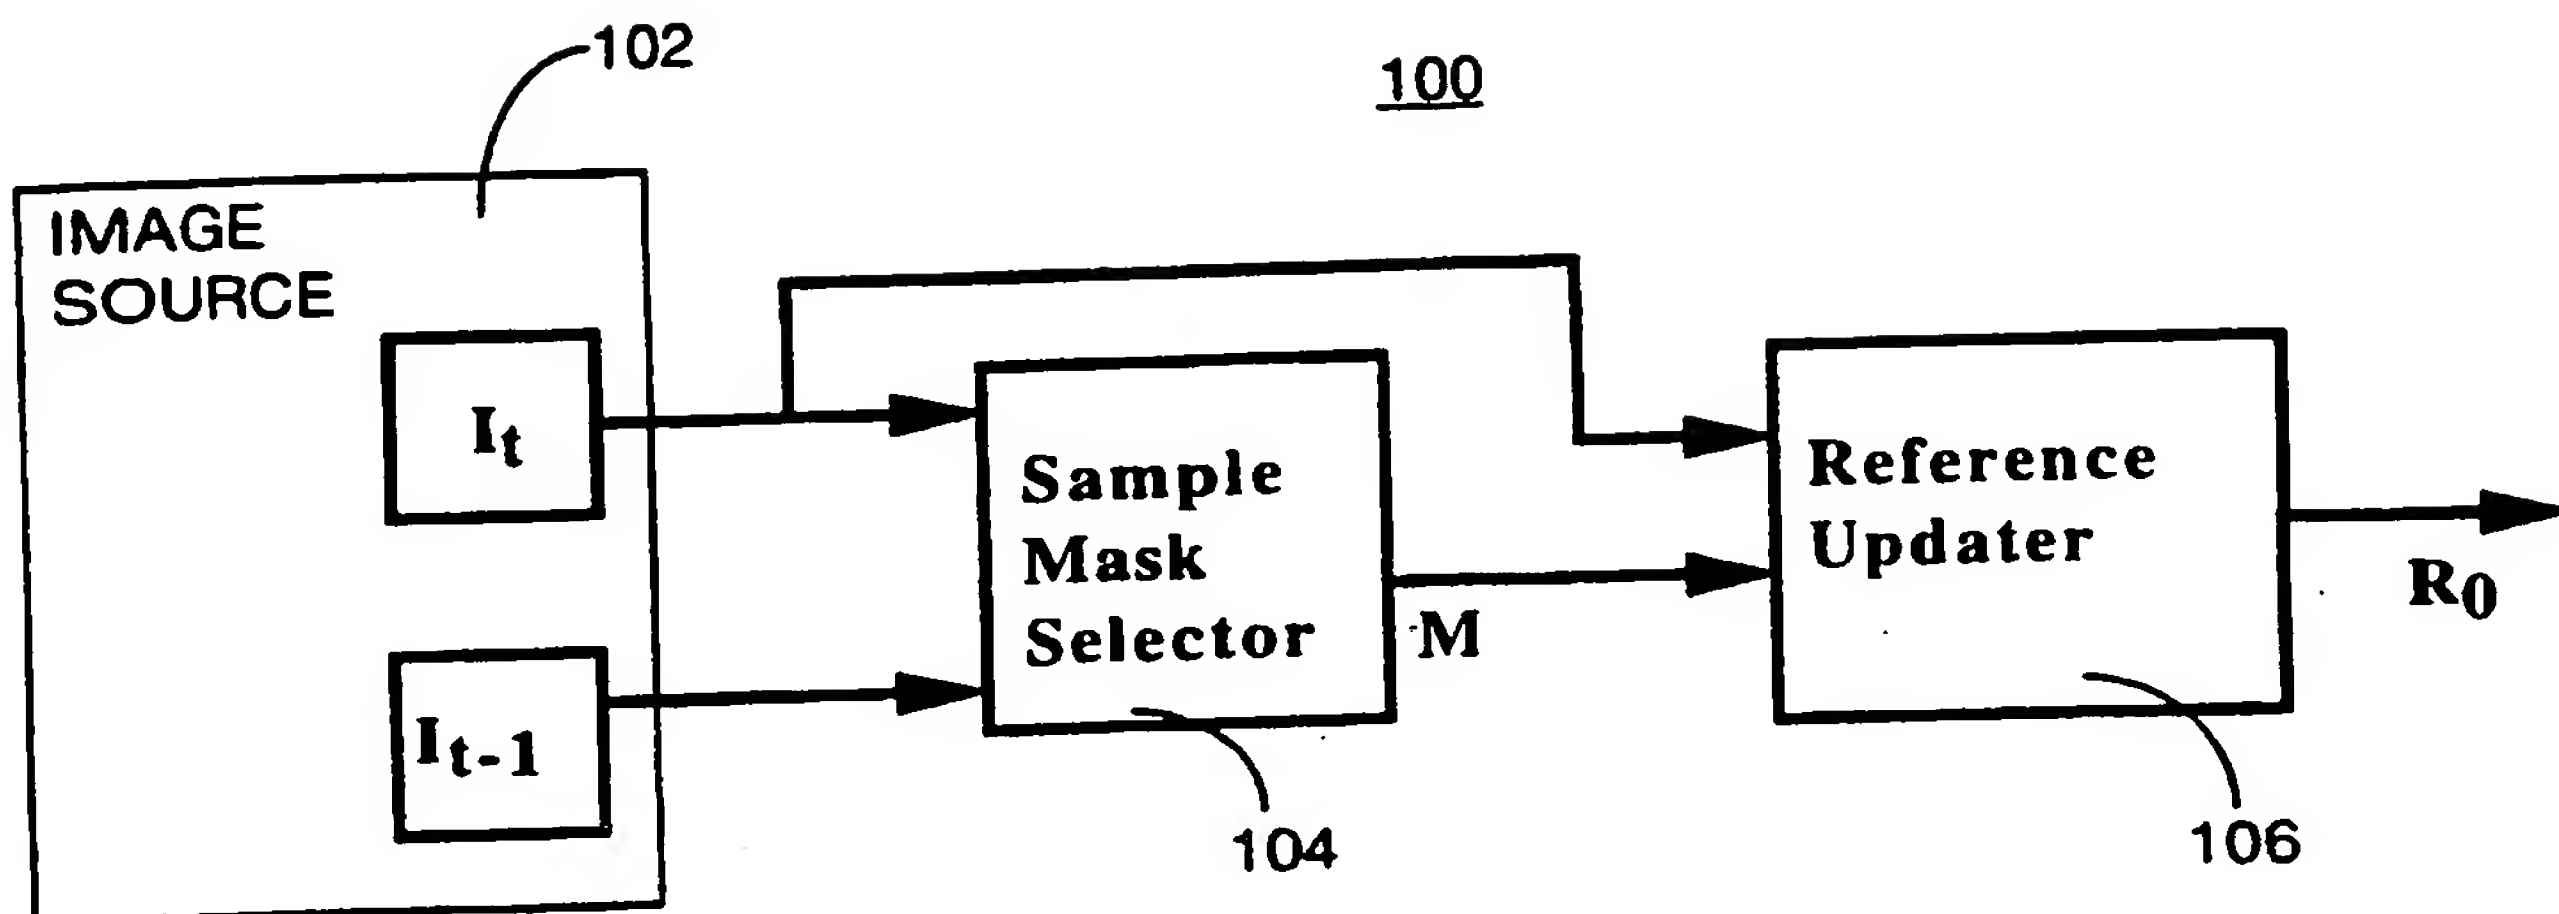 102
100
IMAGE
SOURCE
It
Sample
Mask
Selector
Reference
Updater
R0
M
It-1
104
106